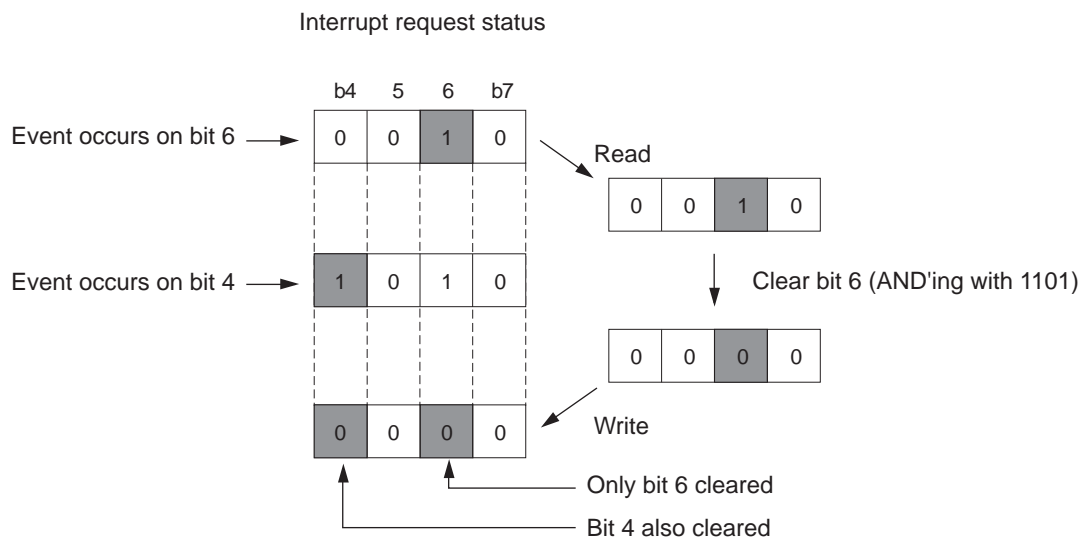 Interrupt request status
b4 5 6 b7
Event occurs on bit 6
0 0 1 0
Read
0 0 1 0
Event occurs on bit 4
1 0 1 0
Clear bit 6 (AND'ing with 1101)
0 0 0 0
Write
0 0 0 0
Only bit 6 cleared
Bit 4 also cleared